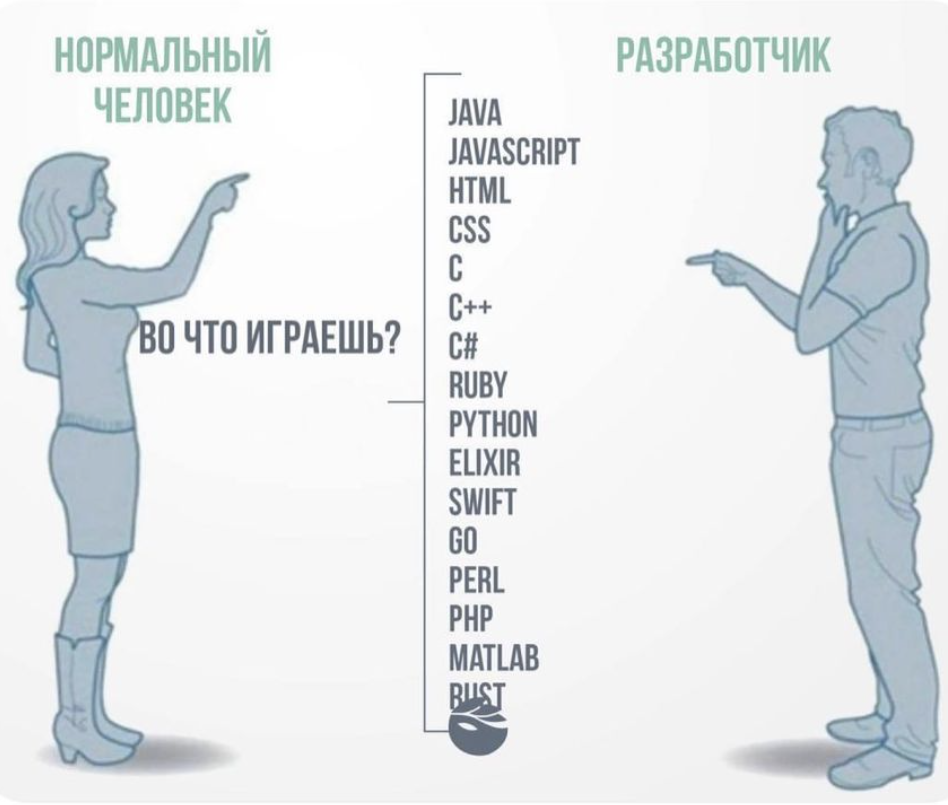 НОРМАЛЬНЫЙ
ЧЕЛОВЕК
РАЗРАБОТЧИК
ВО ЧТО ИГРАЕШЬ?
JAVA
JAVASCRIPT
HTML
CSS
C
C++
C#
RUBY
PYTHON
ELIXIR
SWIFT
GO
PERL
PHP
MATLAB
RUST